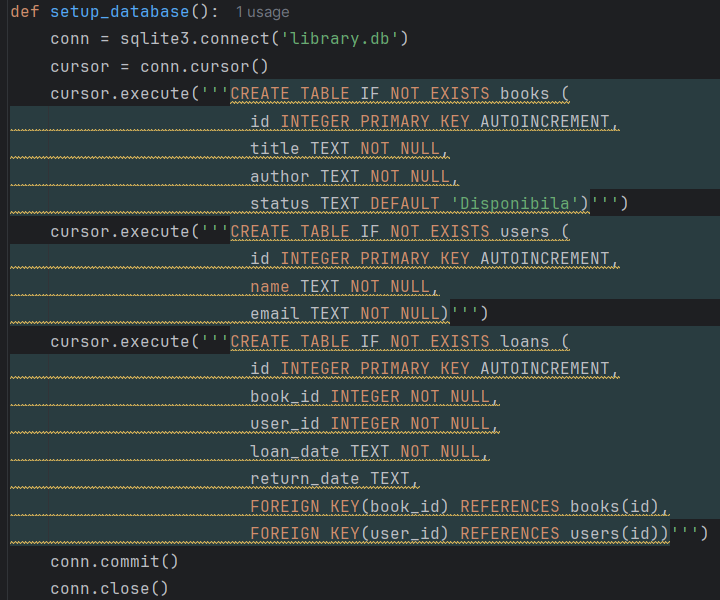 def setup_database():  1 usage
    conn = sqlite3.connect('library.db')
    cursor = conn.cursor()
    cursor.execute('''CREATE TABLE IF NOT EXISTS books (
                        id INTEGER PRIMARY KEY AUTOINCREMENT,
                        title TEXT NOT NULL,
                        author TEXT NOT NULL,
                        status TEXT DEFAULT 'Disponibila')''')
    cursor.execute('''CREATE TABLE IF NOT EXISTS users (
                        id INTEGER PRIMARY KEY AUTOINCREMENT,
                        name TEXT NOT NULL,
                        email TEXT NOT NULL)''')
    cursor.execute('''CREATE TABLE IF NOT EXISTS loans (
                        id INTEGER PRIMARY KEY AUTOINCREMENT,
                        book_id INTEGER NOT NULL,
                        user_id INTEGER NOT NULL,
                        loan_date TEXT NOT NULL,
                        return_date TEXT,
                        FOREIGN KEY(book_id) REFERENCES books(id),
                        FOREIGN KEY(user_id) REFERENCES users(id))''')
    conn.commit()
    conn.close()